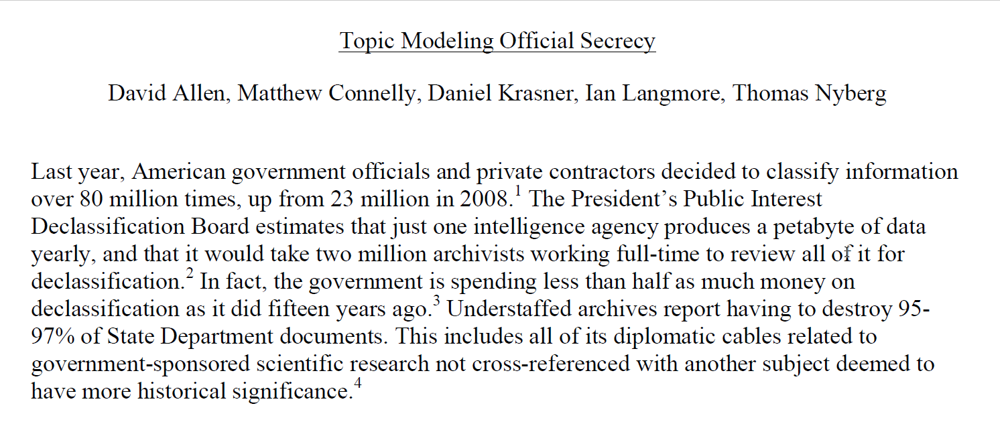 Topic Modeling Official Secrecy
David Allen, Matthew Connelly, Daniel Krasner, Ian Langmore, Thomas Nyberg
Last year, American government officials and private contractors decided to classify information
over 80 million times, up from 23 million in 2008.1 The President’s Public Interest
Declassification Board estimates that just one intelligence agency produces a petabyte of data
yearly, and that it would take two million archivists working full-time to review all of it for
declassification.2 In fact, the government is spending less than half as much money on
declassification as it did fifteen years ago.3 Understaffed archives report having to destroy 95-
97% of State Department documents. This includes all of its diplomatic cables related to
government-sponsored scientific research not cross-referenced with another subject deemed to
have more historical significance.4